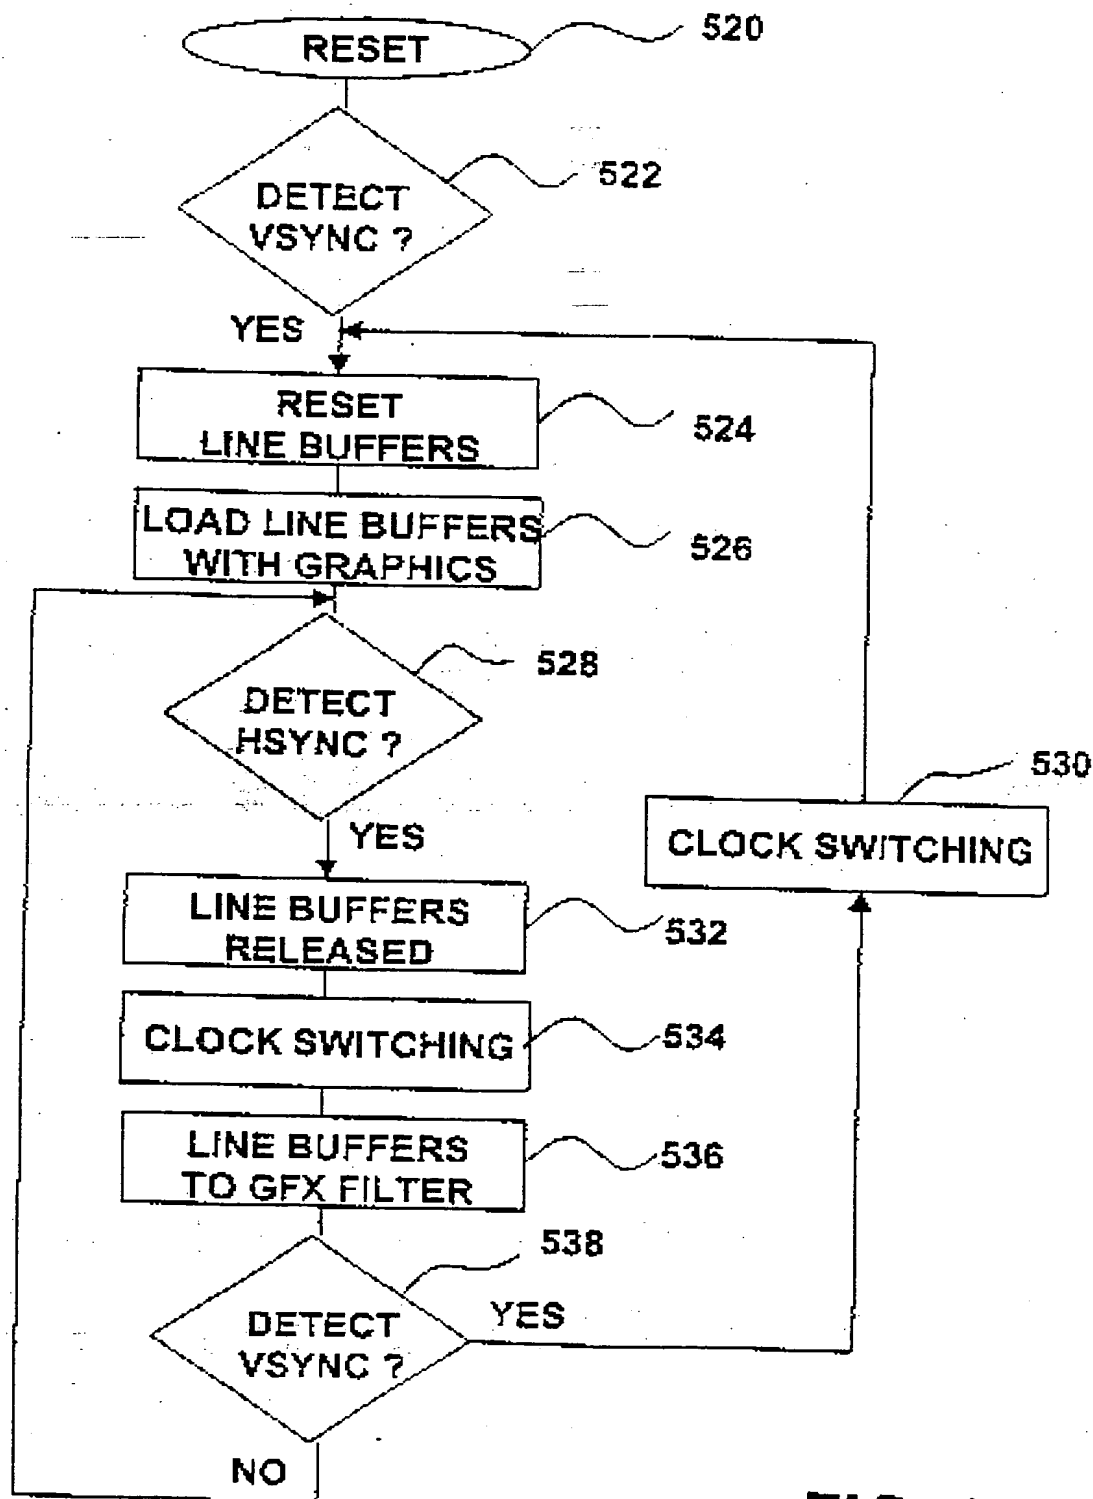 RESET
520
DETECT
VSYNC ?
522
YES
RESET
LINE BUFFERS
524
LOAD LINE BUFFERS
WITH GRAPHICS
526
DETECT
HSYNC ?
528
530
CLOCK SWITCHING
YES
LINE BUFFERS
RELEASED
532
CLOCK SWITCHING
534
LINE BUFFERS
TO GFX FILTER
536
538
DETECT
VSYNC ?
YES
NO